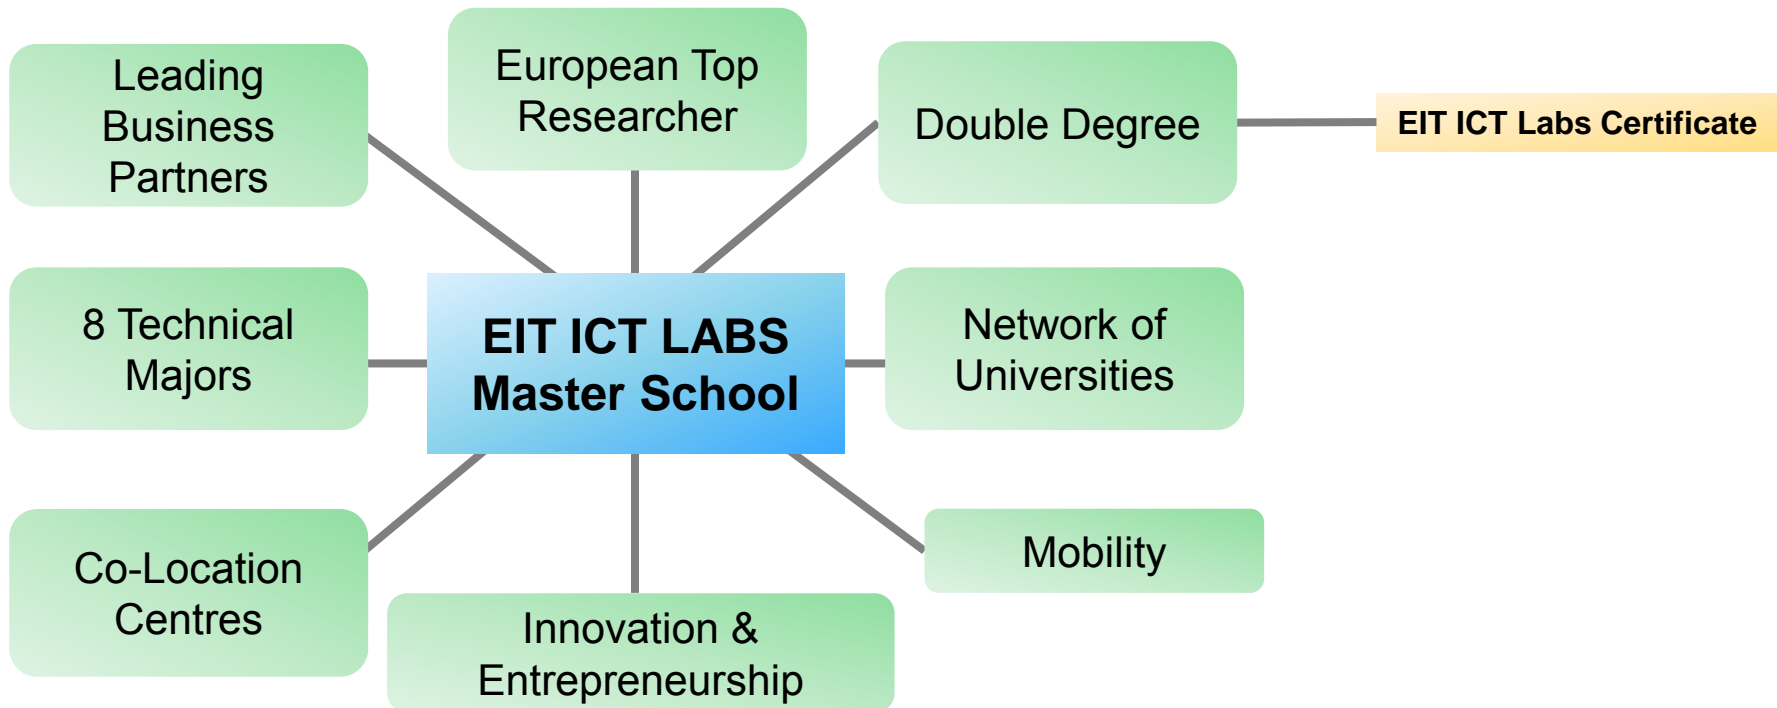 Leading
Business
Partners
European Top
Researcher
Double Degree
EIT ICT Labs Certificate
8 Technical
Majors
EIT ICT LABS
Master School
Network of
Universities
Co-Location
Centres
Innovation &
Entrepreneurship
Mobility